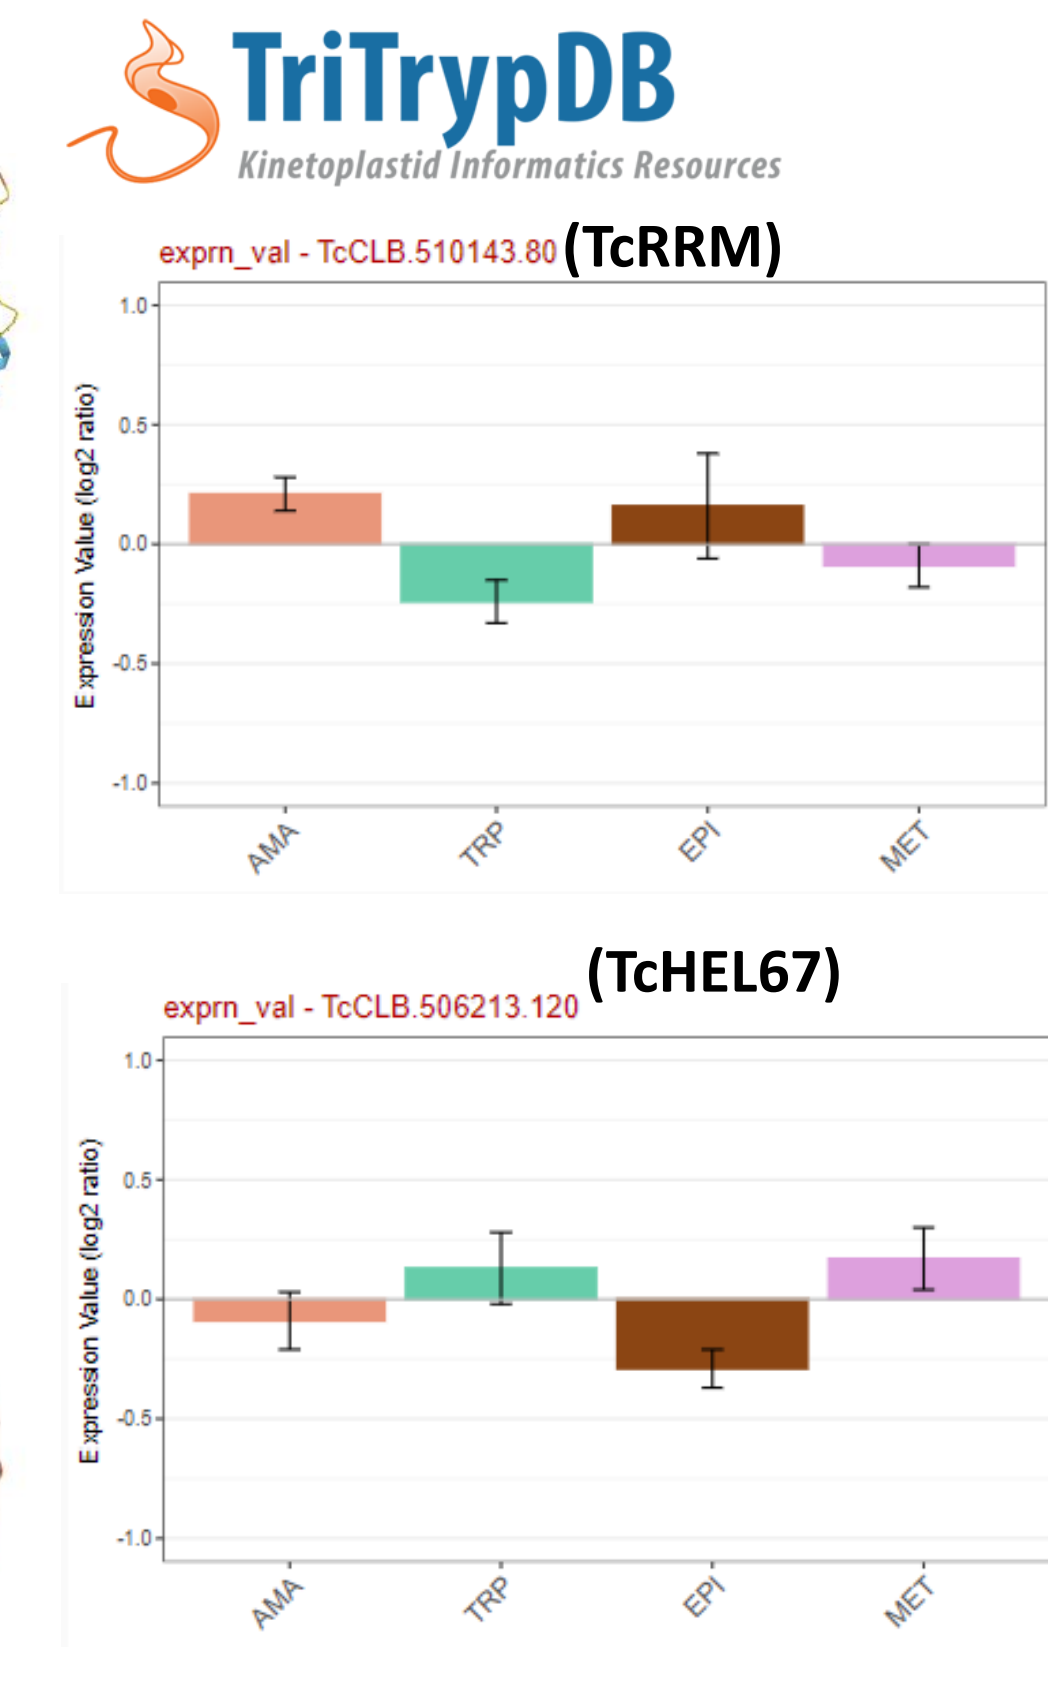 TriTrypDB
Kinetoplastid Informatics Resources
exprn_val - TcCLB.510143.80 (TcRRM)
1.0
0.5
0.0
-0.5
-1.0
Expression Value (log2 ratio)
AMA TRP EPI MET
(TcHEL67)
exprn_val - TcCLB.506213.120
1.0
0.5
0.0
-0.5
-1.0
Expression Value (log2 ratio)
AMA TRP EPI MET